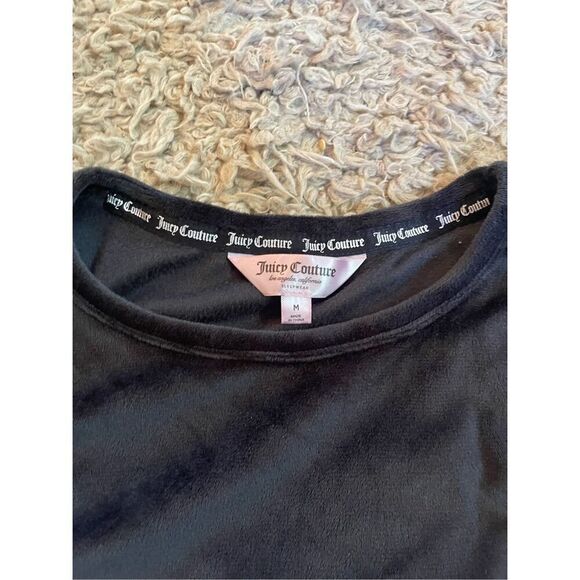 Juicy Couture Juicy Couture Juicy Couture Juicy Couture Juicy Couture Juicy Coutur
Juicy Couture
los angeles, california
SLEEPWEAR
M
MADE
IN CHINA